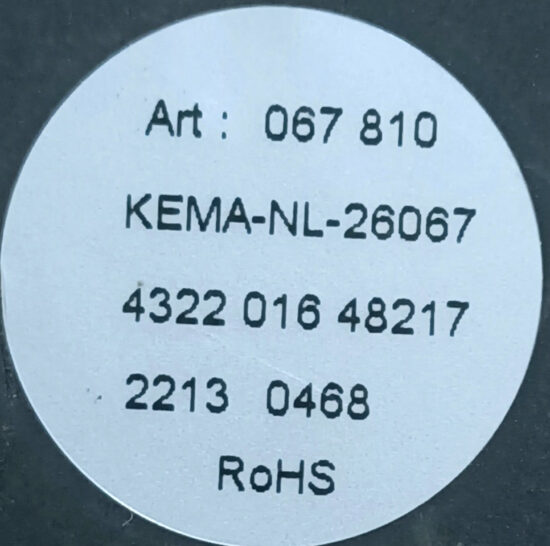 Art : 067 810
KEMA-NL-26067
4322 016 48217
2213 0468
RoHS